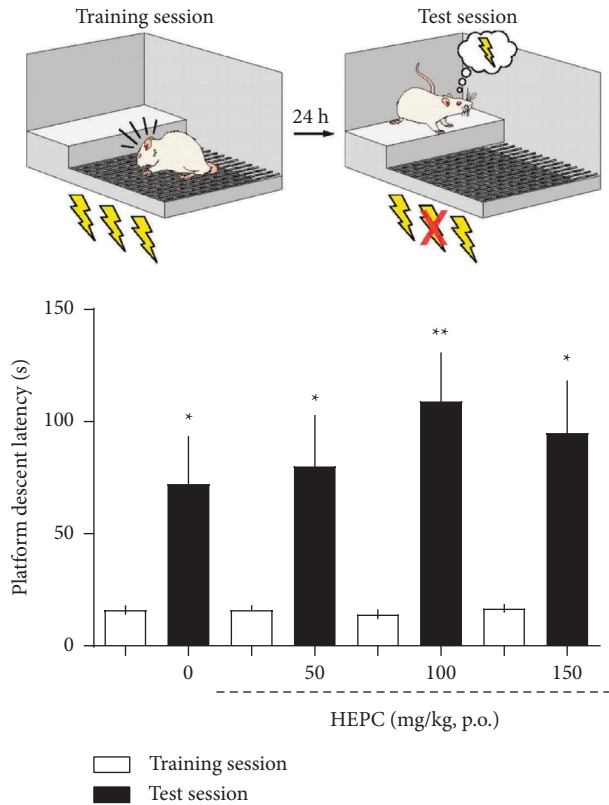 Training session
Test session
24 h
X
Platform descent latency (s)
150
100
50
0
*
*
**
*
0
50
100
150
HEPC (mg/kg, p.o.)
Training session
Test session